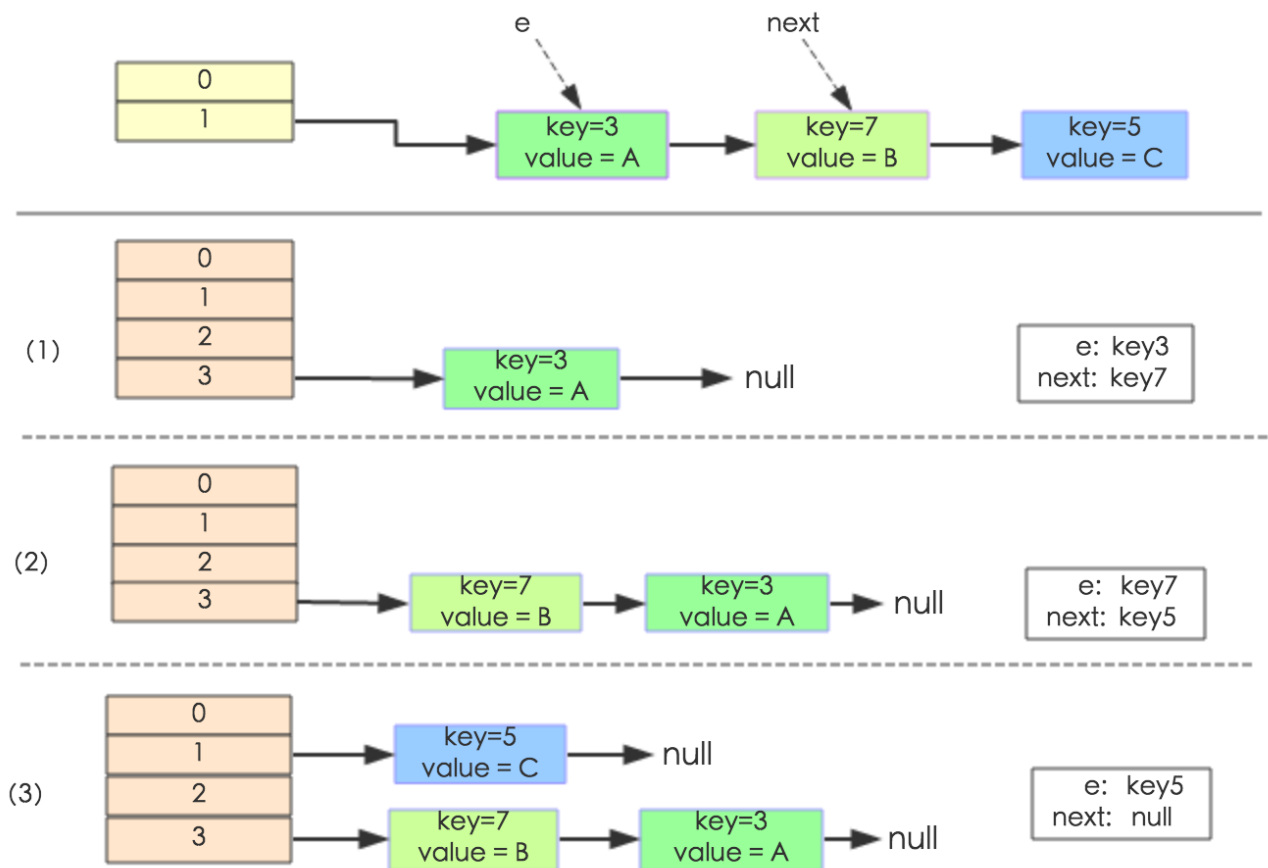 e
next
0
1
key=3
value = A
key=7
value = B
key=5
value = C
(1)
0
1
2
3
key=3
value = A
null
e: key3
next: key7
(2)
0
1
2
3
key=7
value = B
key=3
value = A
null
e: key7
next: key5
(3)
0
1
2
3
key=5
value = C
null
key=7
value = B
key=3
value = A
null
e: key5
next: null